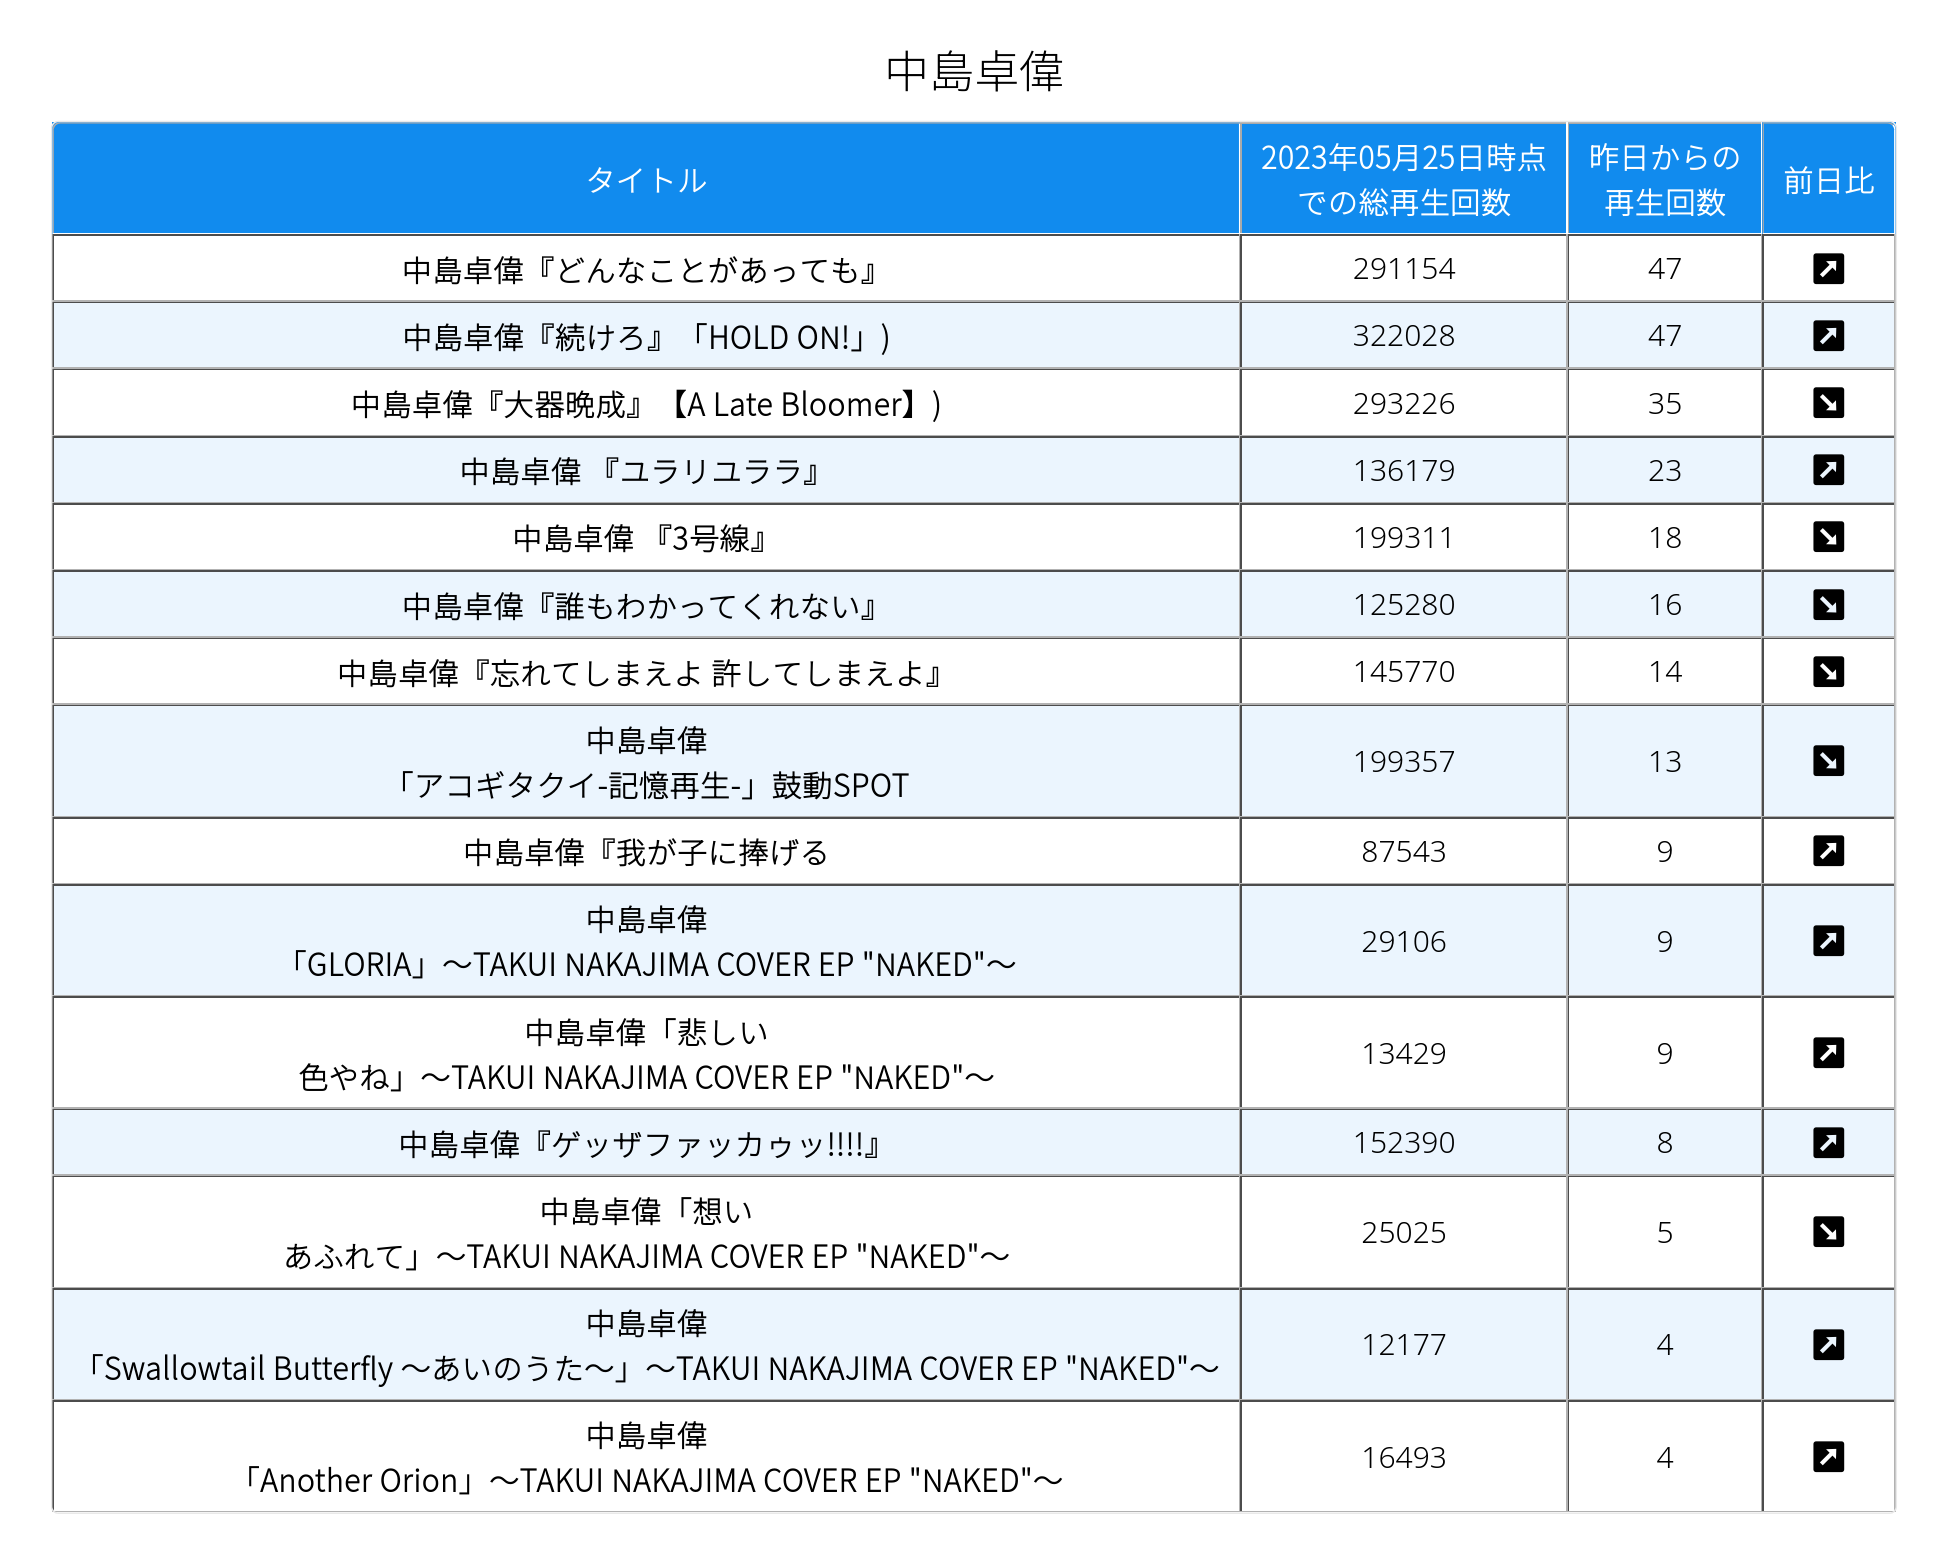 中島卓偉
タイトル
2023年05月25日時点
での総再生回数
昨日からの
再生回数
前日比
中島卓偉『どんなことがあっても』 291154 47
中島卓偉『続けろ』「HOLD ON!」) 322028 47
中島卓偉『大器晩成』【A Late Bloomer】) 293226 35
中島卓偉 『ユラリユララ』 136179 23
中島卓偉 『3号線』 199311 18
中島卓偉『誰もわかってくれない』 125280 16
中島卓偉『忘れてしまえよ 許してしまえよ』 145770 14
中島卓偉
「アコギタクイ-記憶再生-」鼓動SPOT 199357 13
中島卓偉『我が子に捧げる 87543 9
中島卓偉
「GLORIA」〜TAKUI NAKAJIMA COVER EP "NAKED"〜 29106 9
中島卓偉「悲しい
色やね」〜TAKUI NAKAJIMA COVER EP "NAKED"〜 13429 9
中島卓偉『ゲッザファッカゥッ!!!!』 152390 8
中島卓偉「想い
あふれて」〜TAKUI NAKAJIMA COVER EP "NAKED"〜 25025 5
中島卓偉
「Swallowtail Butterfly 〜あいのうた〜」〜TAKUI NAKAJIMA COVER EP "NAKED"〜 12177 4
中島卓偉
「Another Orion」〜TAKUI NAKAJIMA COVER EP "NAKED"〜 16493 4